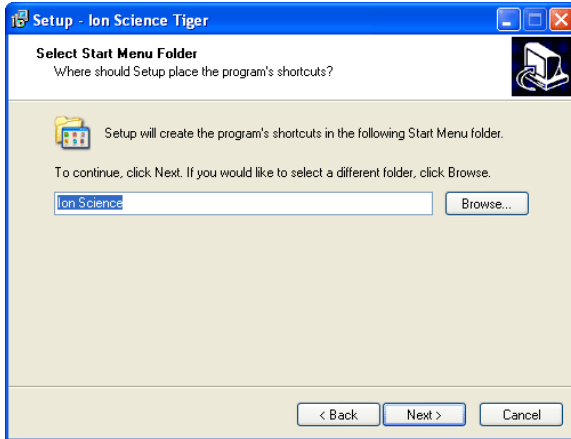 Setup - Ion Science Tiger
Select Start Menu Folder
Where should Setup place the program's shortcuts?
Setup will create the program's shortcuts in the following Start Menu folder.
To continue, click Next. If you would like to select a different folder, click Browse.
Ion Science
Browse...
< Back
Next >
Cancel